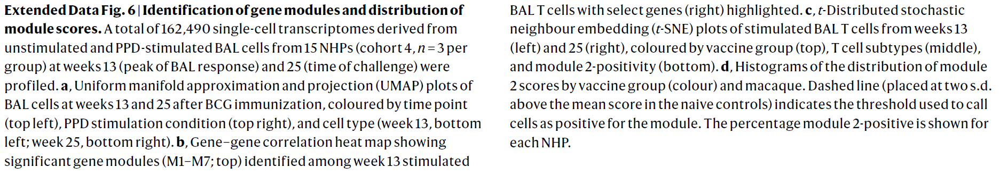 Extended Data Fig. 6 | Identification of gene modules and distribution of
module scores. A total of 162,490 single-cell transcriptomes derived from
unstimulated and PPD-stimulated BAL cells from 15 NHPs (cohort 4, n = 3 per
group) at weeks 13 (peak of BAL response) and 25 (time of challenge) were
profiled. a, Uniform manifold approximation and projection (UMAP) plots of
BAL cells at weeks 13 and 25 after BCG immunization, coloured by time point
(top left), PPD stimulation condition (top right), and cell type (week 13, bottom
left; week 25, bottom right). b, Gene–gene correlation heat map showing
significant gene modules (M1–M7; top) identified among week 13 stimulated
BAL T cells with select genes (right) highlighted. c, t-Distributed stochastic
neighbour embedding (t-SNE) plots of stimulated BAL T cells from weeks 13
(left) and 25 (right), coloured by vaccine group (top), T cell subtypes (middle),
and module 2-positivity (bottom). d, Histograms of the distribution of module
2 scores by vaccine group (colour) and macaque. Dashed line (placed at two s.d.
above the mean score in the naive controls) indicates the threshold used to call
cells as positive for the module. The percentage module 2-positive is shown for
each NHP.